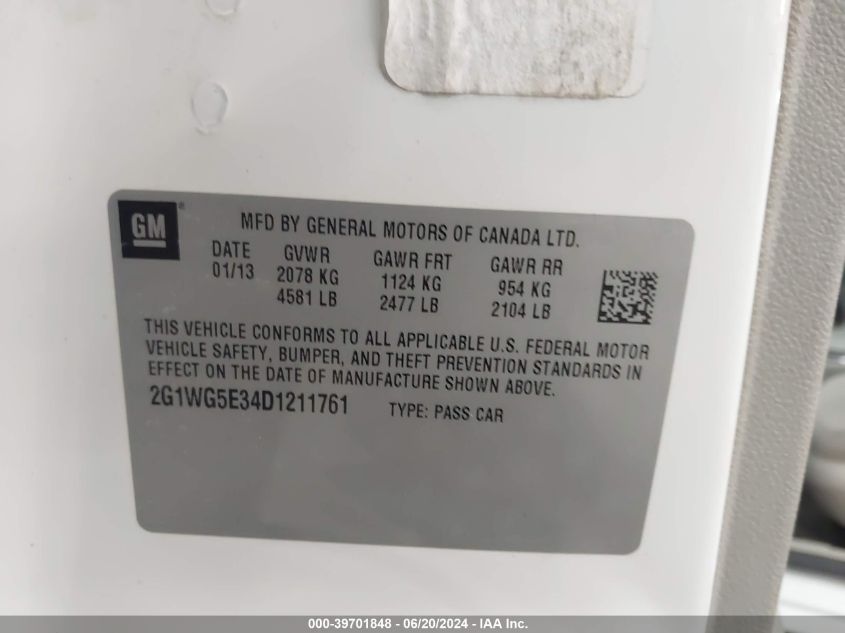 GM®
MFD BY GENERAL MOTORS OF CANADA LTD.
DATE GVWR GAWR FRT GAWR RR
01/13 2078 KG 1124 KG 954 KG
4581 LB 2477 LB 2104 LB
THIS VEHICLE CONFORMS TO ALL APPLICABLE U.S. FEDERAL MOTOR
VEHICLE SAFETY, BUMPER, AND THEFT PREVENTION STANDARDS IN
EFFECT ON THE DATE OF MANUFACTURE SHOWN ABOVE.
2G1WG5E34D1211761 TYPE: PASS CAR
000-39701848 - 06/20/2024 - IAA Inc.